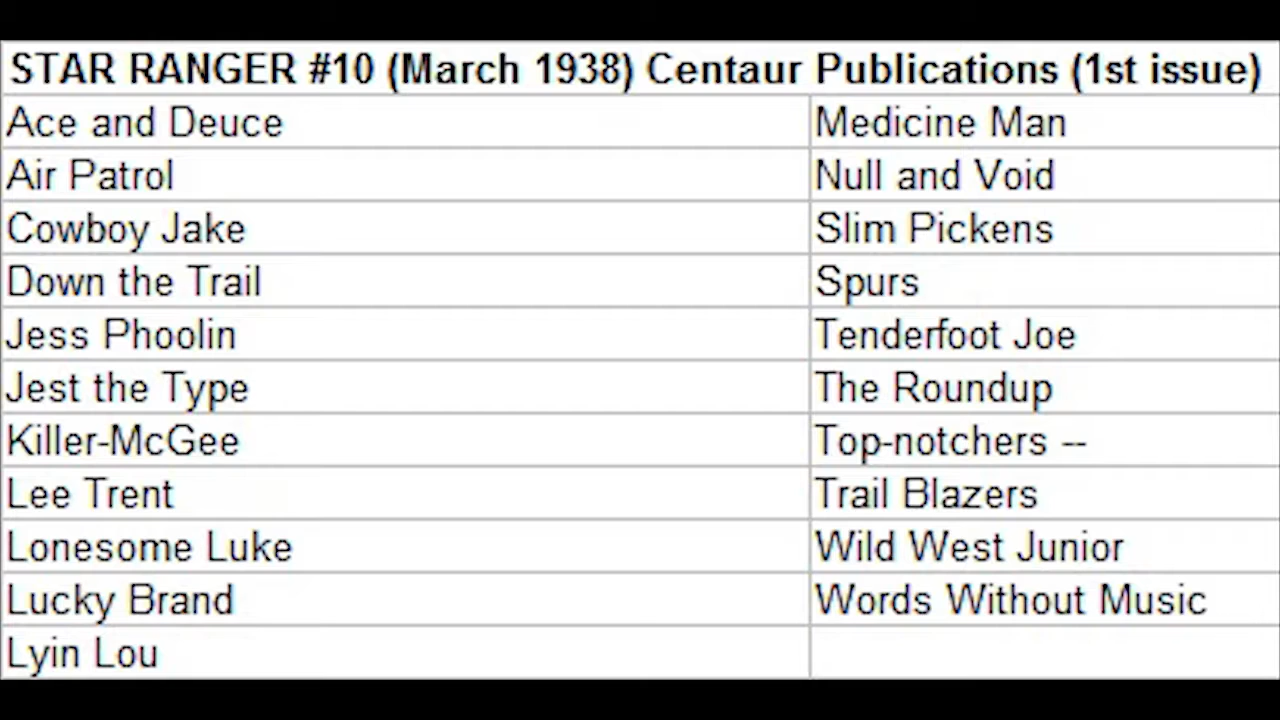 STAR RANGER #10 (March 1938) Centaur Publications (1st issue)
Ace and Deuce
Medicine Man
Air Patrol
Null and Void
Cowboy Jake
Slim Pickens
Down the Trail
Spurs
Jess Phoolin
Tenderfoot Joe
Jest the Type
The Roundup
Killer-McGee
Top-notchers --
Lee Trent
Trail Blazers
Lonesome Luke
Wild West Junior
Lucky Brand
Words Without Music
Lyin Lou